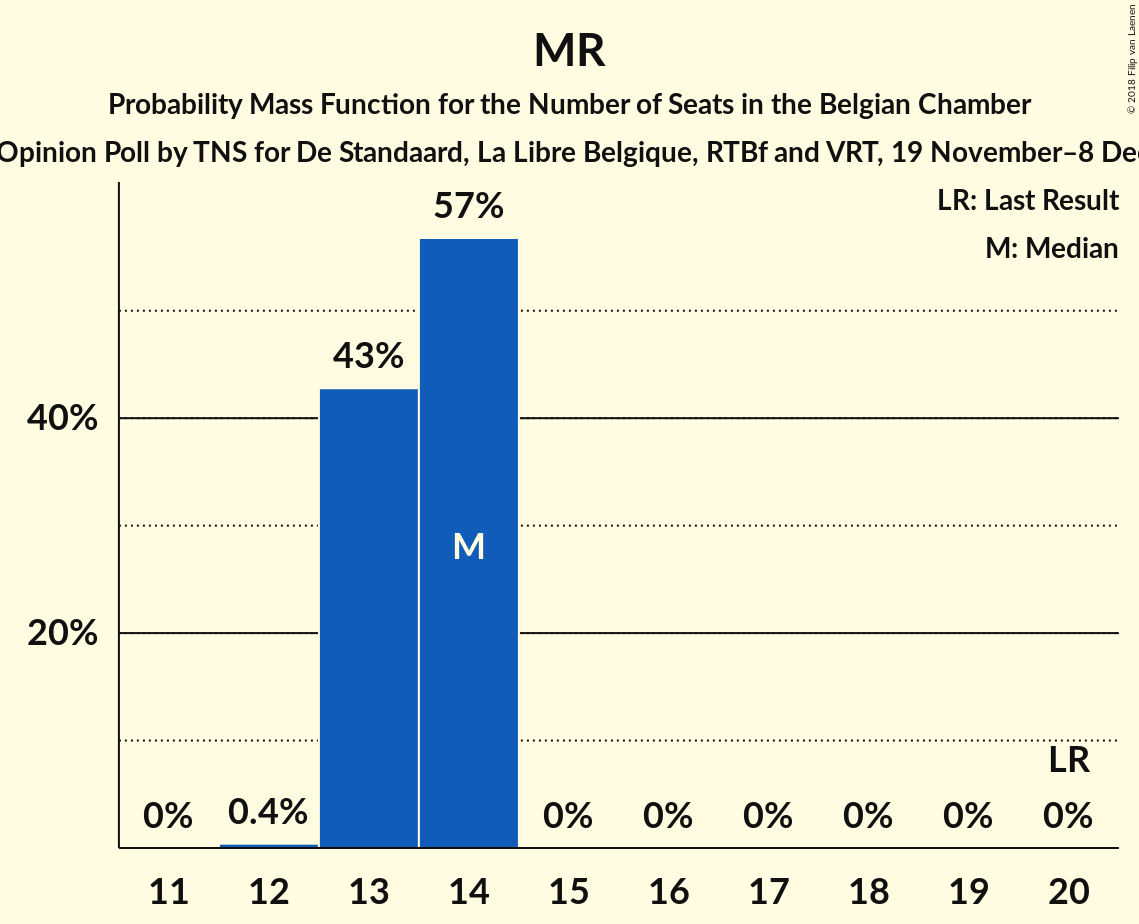 MR
Probability Mass Function for the Number of Seats in the Belgian Chamber
Opinion Poll by TNS for De Standaard, La Libre Belgique, RTBf and VRT, 19 November–8
LR: Last Result
M: Median
57%
43%
40%
M
20%
LR
0% 0.4% 0% 0% 0% 0% 0% 0%
11 12 13 14 15 16 17 18 19 20
© 2018 Filip van Laenen